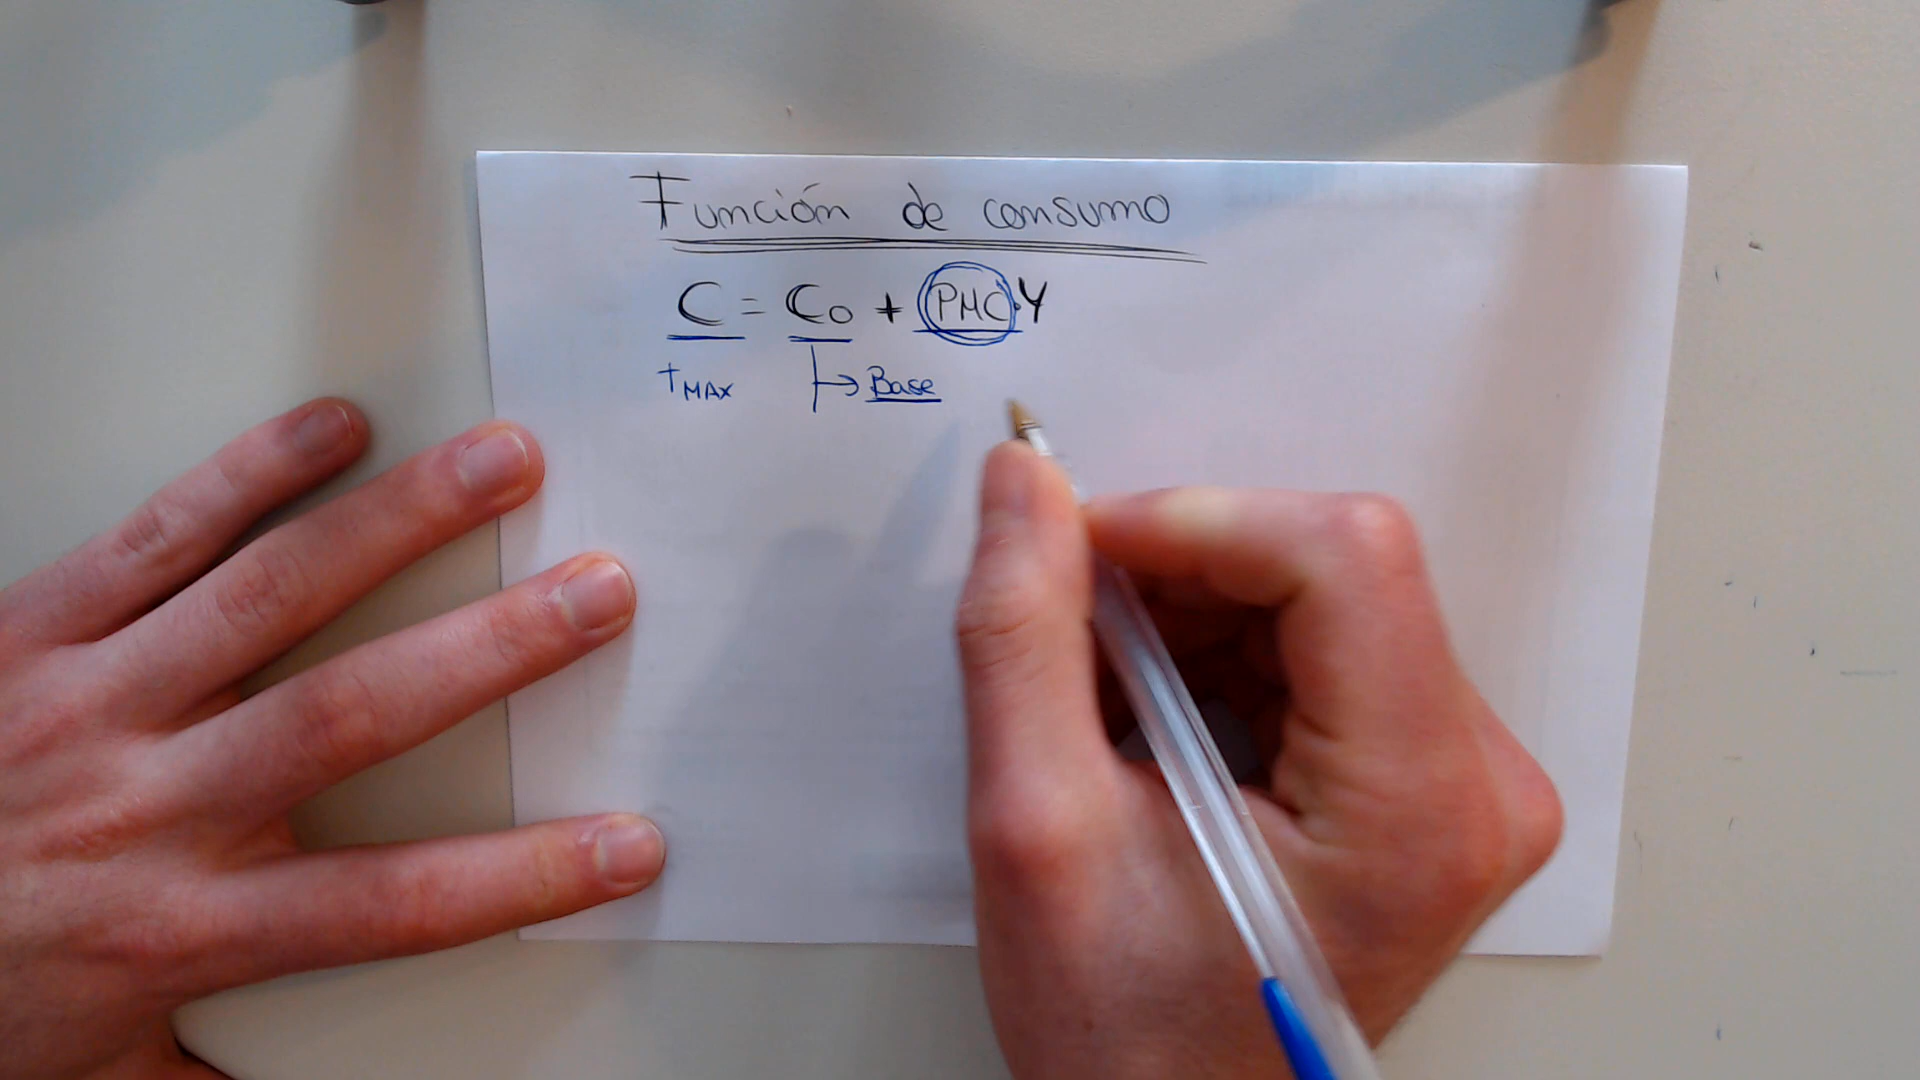 Función de consumo
C = C₀ + PMC·Y
+MAX → Base